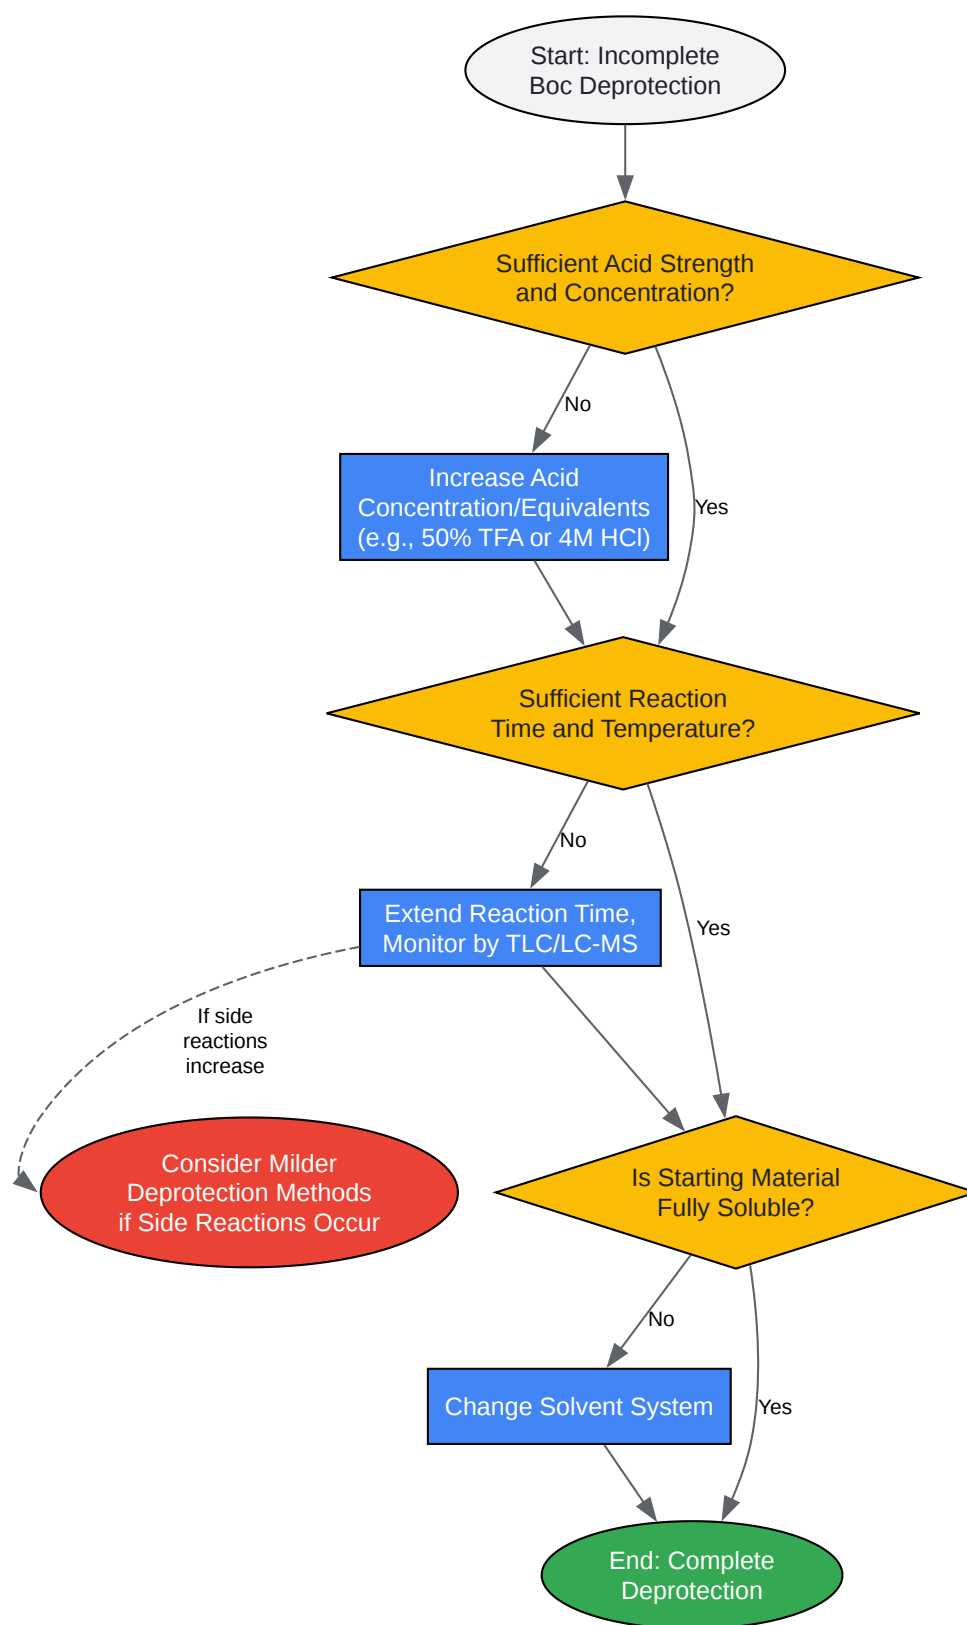 Start: Incomplete
Boc Deprotection
Sufficient Acid Strength
and Concentration?
No
Increase Acid
Concentration/Equivalents
(e.g., 50% TFA or 4M HCl)
Yes
Sufficient Reaction
Time and Temperature?
No
Extend Reaction Time,
Monitor by TLC/LC-MS
Yes
If side
reactions
increase
Consider Milder
Deprotection Methods
if Side Reactions Occur
Is Starting Material
Fully Soluble?
No
Change Solvent System
Yes
End: Complete
Deprotection